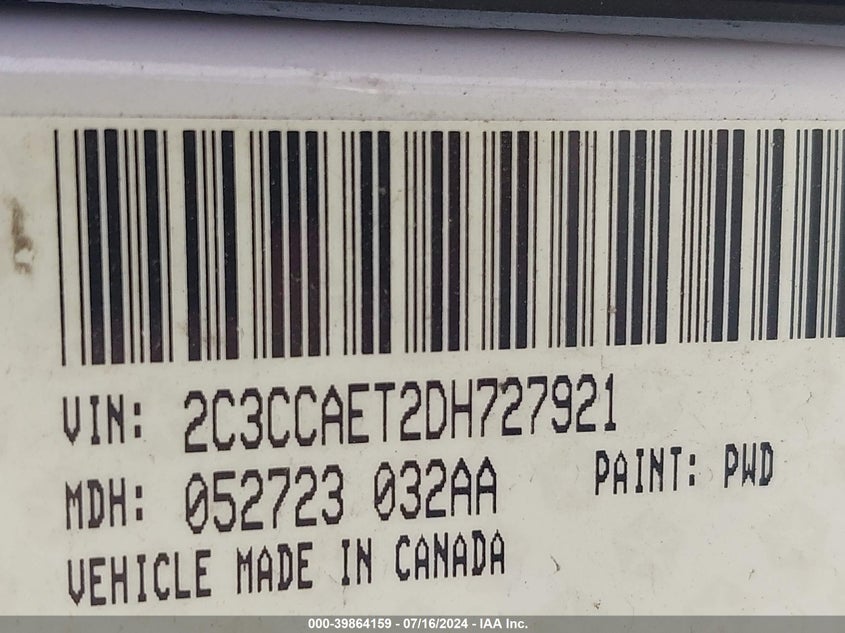 VIN: 2C3CCAET2DH727921
MDH: 052723 032AA PAINT: PWD
VEHICLE MADE IN CANADA
000-39864159 - 07/16/2024 - IAA Inc.